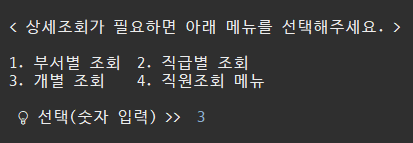 < 상세조회가 필요하면 아래 메뉴를 선택해주세요. >
1. 부서별 조회  2. 직급별 조회
3. 개별 조회    4. 직원조회 메뉴
💡 선택(숫자 입력) >>  3